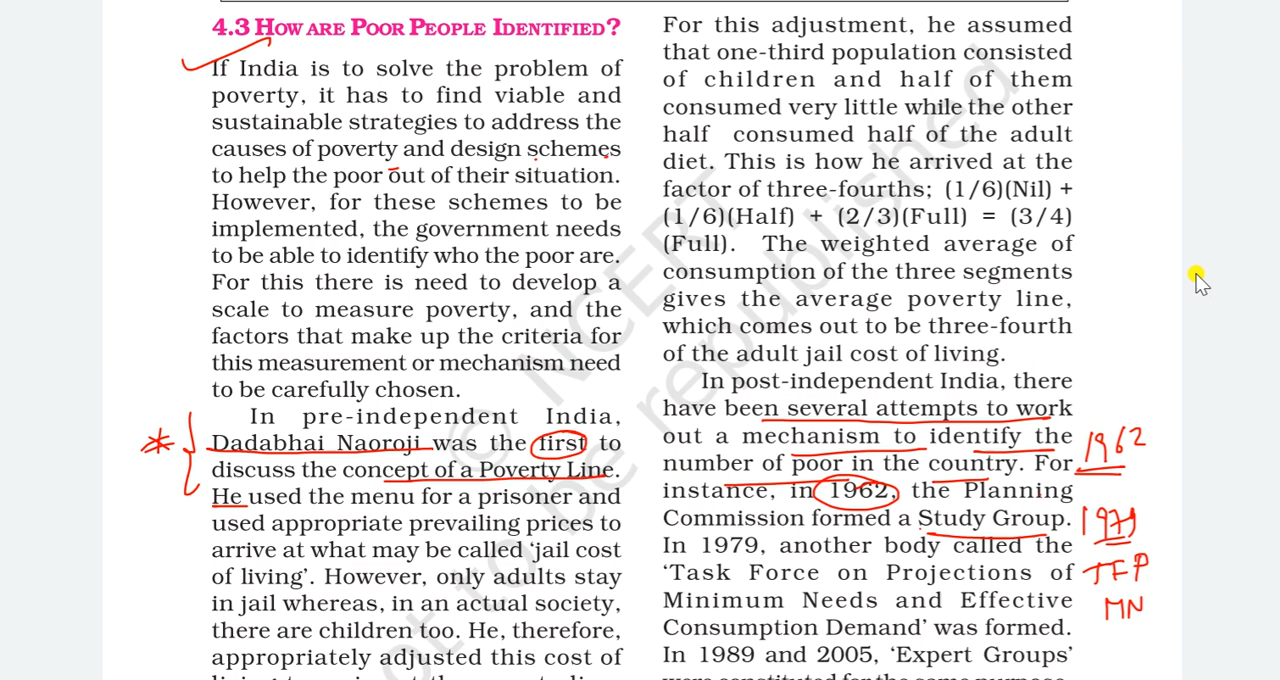 4.3 HOW ARE POOR PEOPLE IDENTIFIED?
If India is to solve the problem of
poverty, it has to find viable and
sustainable strategies to address the
causes of poverty and design schemes
to help the poor out of their situation.
However, for these schemes to be
implemented, the government needs
to be able to identify who the poor are.
For this there is need to develop a
scale to measure poverty, and the
factors that make up the criteria for
this measurement or mechanism need
to be carefully chosen.
In pre-independent India,
Dadabhai Naoroji was the first to
discuss the concept of a Poverty Line.
He used the menu for a prisoner and
used appropriate prevailing prices to
arrive at what may be called ‘jail cost
of living’. However, only adults stay
in jail whereas, in an actual society,
there are children too. He, therefore,
appropriately adjusted this cost of
For this adjustment, he assumed
that one-third population consisted
of children and half of them
consumed very little while the other
half consumed half of the adult
diet. This is how he arrived at the
factor of three-fourths; (1/6)(Nil) +
(1/6)(Half) + (2/3)(Full) = (3/4)
(Full). The weighted average of
consumption of the three segments
gives the average poverty line,
which comes out to be three-fourth
of the adult jail cost of living.
In post-independent India, there
have been several attempts to work
out a mechanism to identify the
number of poor in the country. For
instance, in 1962, the Planning
Commission formed a Study Group.
In 1979, another body called the
‘Task Force on Projections of
Minimum Needs and Effective
Consumption Demand’ was formed.
In 1989 and 2005, ‘Expert Groups’
were constituted for the same purpose.
1962
1979
TFP
MN
© NCERT
not to be republished